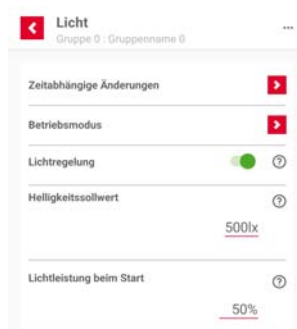 Licht
Gruppe 0 : Gruppenname 0
Zeitabhängige Änderungen
Betriebsmodus
Lichtregelung
Helligkeitssollwert
500lx
Lichtleistung beim Start
50%